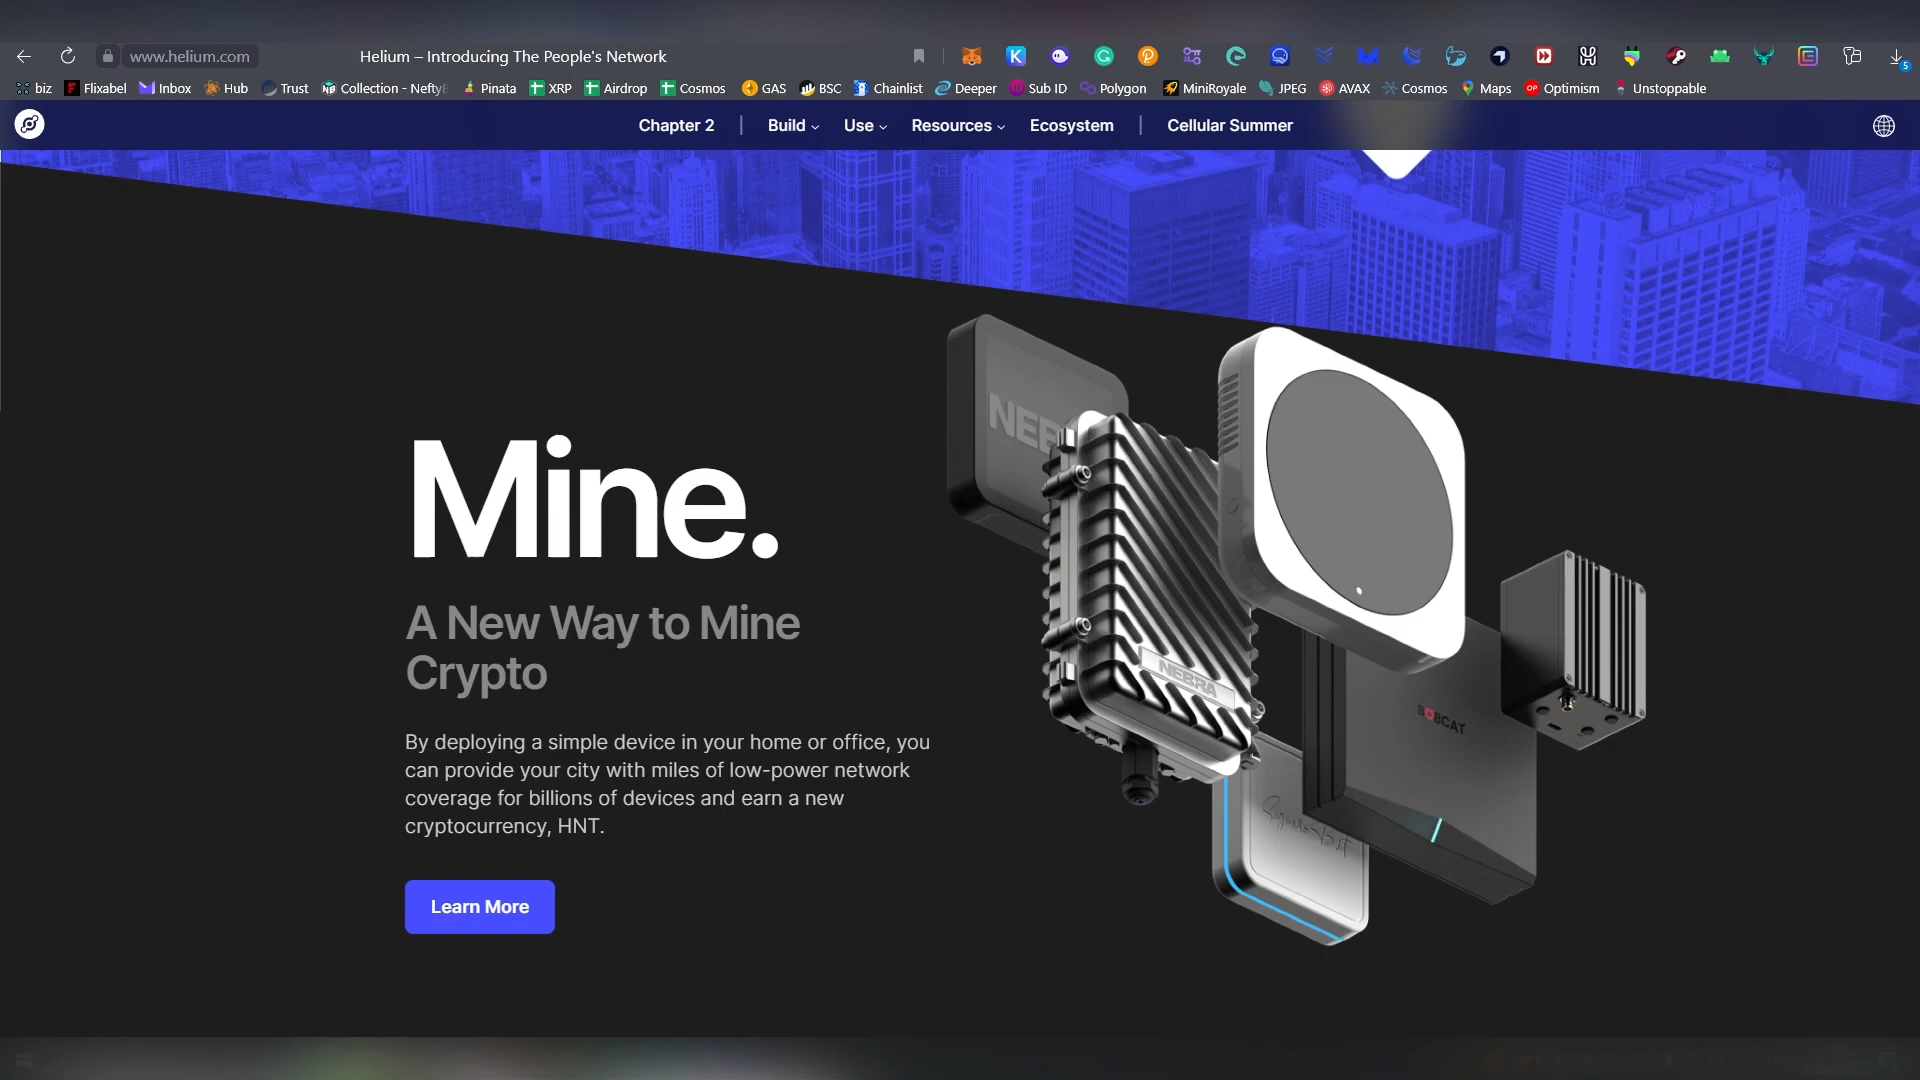 www.helium.com
Helium – Introducing The People's Network
biz Flixabel Inbox Hub Trust Collection - Nefty Pinata XRP Airdrop Cosmos GAS BSC Chainlist Deeper Sub ID Polygon MiniRoyale JPEG AVAX Cosmos Maps Optimism Unstoppable
Chapter 2 | Build Use Resources Ecosystem | Cellular Summer
NEB
Mine.
A New Way to Mine
Crypto
NEBRA
BOBCAT
By deploying a simple device in your home or office, you
can provide your city with miles of low-power network
coverage for billions of devices and earn a new
cryptocurrency, HNT.
Learn More